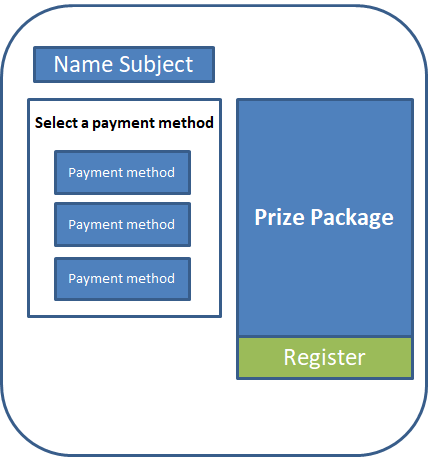 Name Subject
Select a payment method
Payment method
Payment method
Payment method
Prize Package
Register